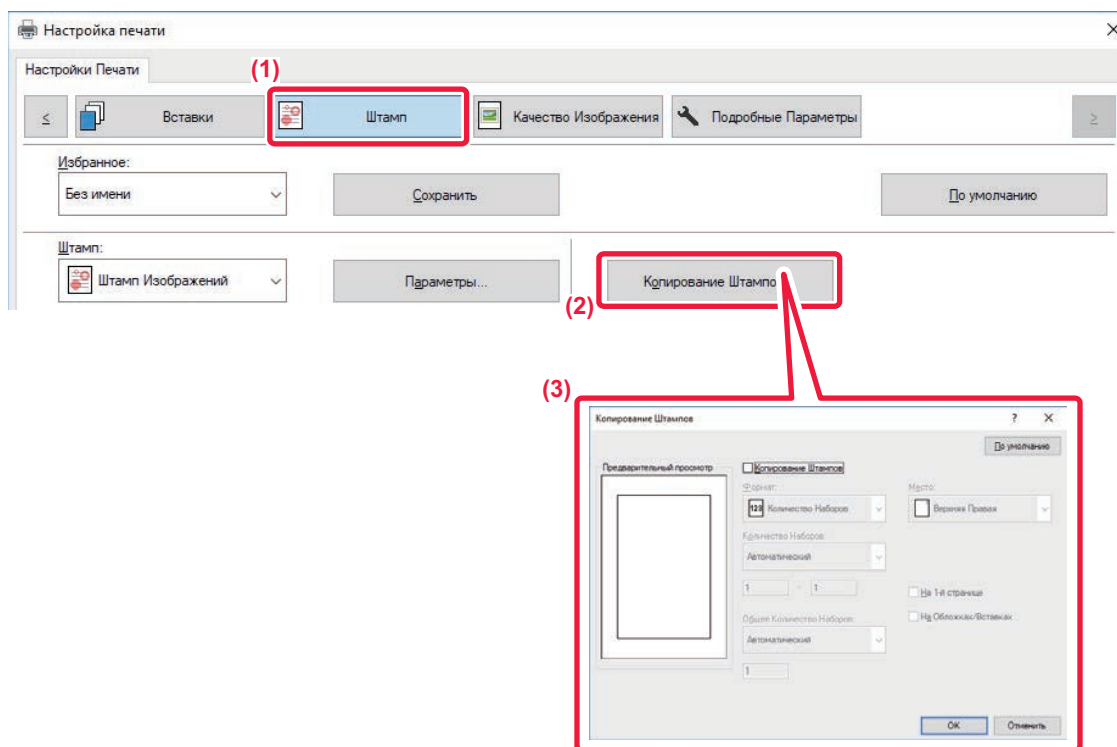 Настройка печати
Настройки Печати
(1)
<
Вставки
Штамп
Качество Изображения
Подробные Параметры
>
Избранное:
Без имени
Сохранить
По умолчанию
Штамп:
Штамп Изображений
Параметры...
Копирование Штампо
(2)
(3)
Копирование Штампов
?
По умолчанию
Предварительный просмотр
Копирование Штампов
Формат:
Место:
123 Количество Наборов
Верхняя Правая
Количество Наборов:
Автоматический
1 - 1
На 1-й странице
Общее Количество Наборов:
На Обложках/Вставках
Автоматический
1
OK
Отменить